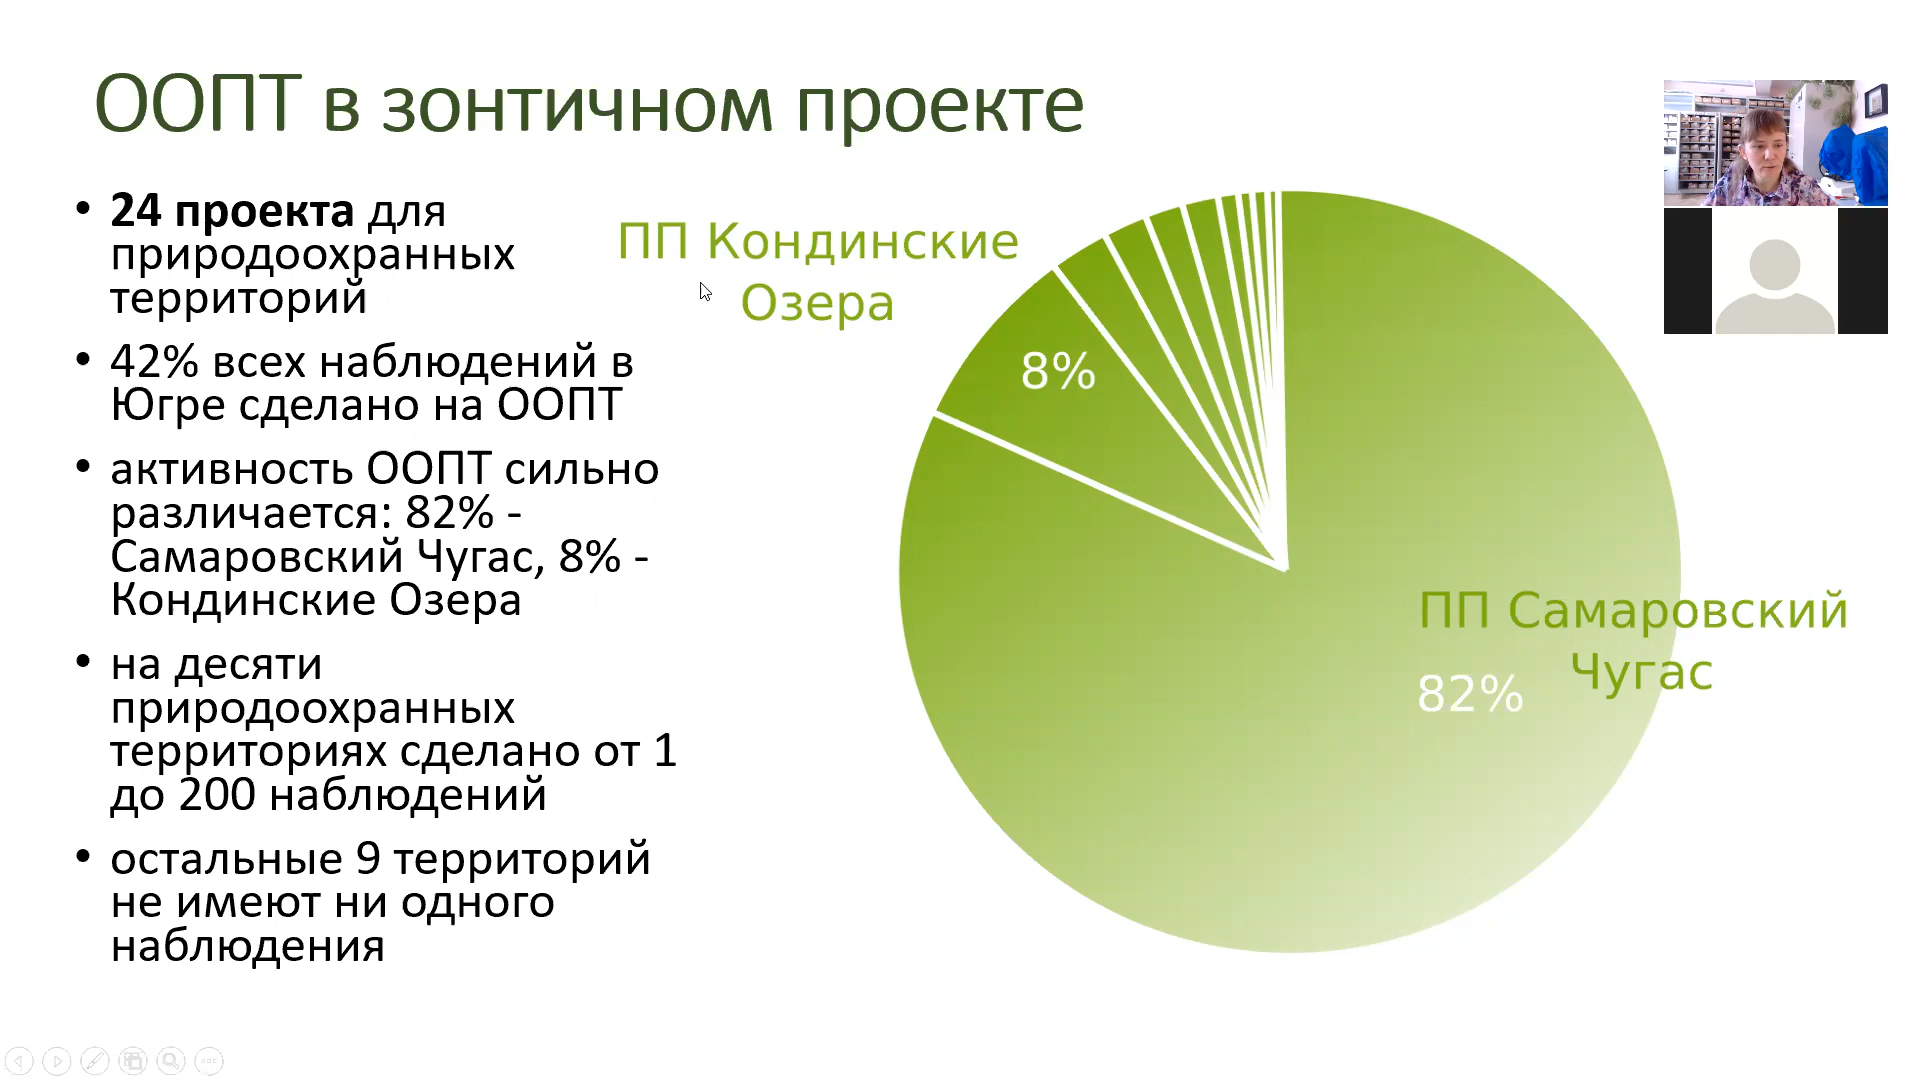 ООПТ в зонтичном проекте
• 24 проекта для
природоохранных
территорий
• 42% всех наблюдений в
Югре сделано на ООПТ
• активность ООПТ сильно
различается: 82% -
Самаровский Чугас, 8% -
Кондинские Озера
• на десяти
природоохранных
территориях сделано от 1
до 200 наблюдений
• остальные 9 территорий
не имеют ни одного
наблюдения
ПП Кондинские
Озера
8%
ПП Самаровский
Чугас
82%